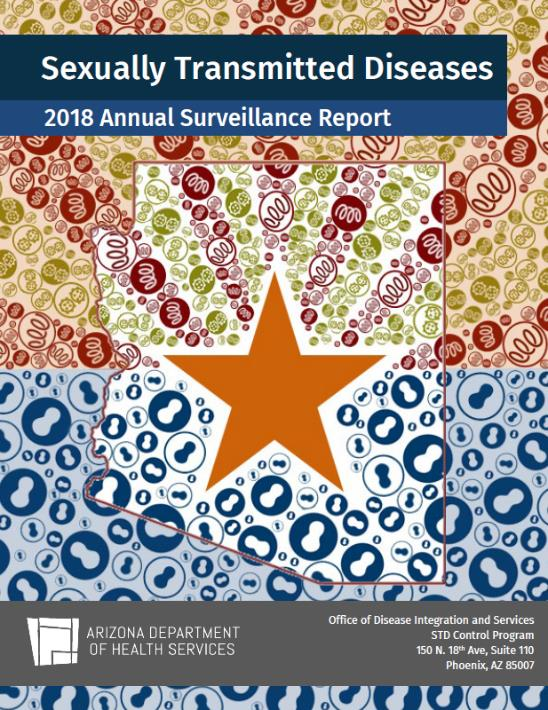 Sexually Transmitted Diseases
2018 Annual Surveillance Report
ARIZONA DEPARTMENT
OF HEALTH SERVICES
Office of Disease Integration and Services
STD Control Program
150 N. 18th Ave, Suite 110
Phoenix, AZ 85007